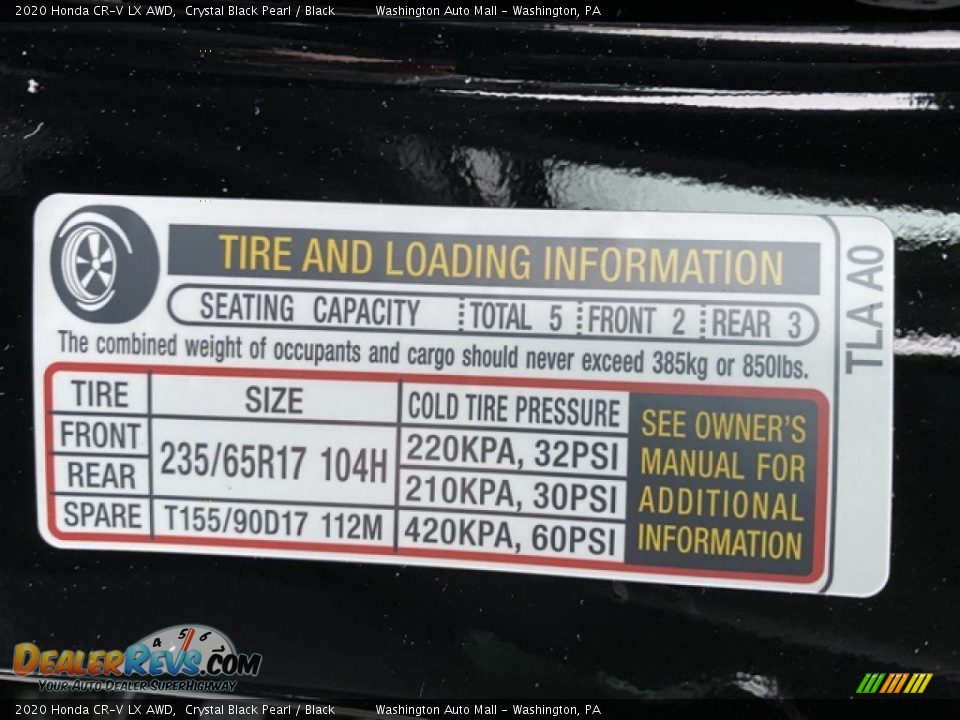 2020 Honda CR-V LX AWD, Crystal Black Pearl / Black Washington Auto Mall - Washington, PA
TIRE AND LOADING INFORMATION
SEATING CAPACITY TOTAL 5 FRONT 2 REAR 3
The combined weight of occupants and cargo should never exceed 385kg or 850lbs.
TIRE SIZE COLD TIRE PRESSURE
FRONT 235/65R17 104H 220KPA, 32PSI
REAR 210KPA, 30PSI
SPARE T155/90D17 112M 420KPA, 60PSI
SEE OWNER'S
MANUAL FOR
ADDITIONAL
INFORMATION
TLA A0
4 5 6
DEALERREVS.COM
YOUR AUTO DEALER SUPERHIGHWAY
2020 Honda CR-V LX AWD, Crystal Black Pearl / Black Washington Auto Mall - Washington, PA